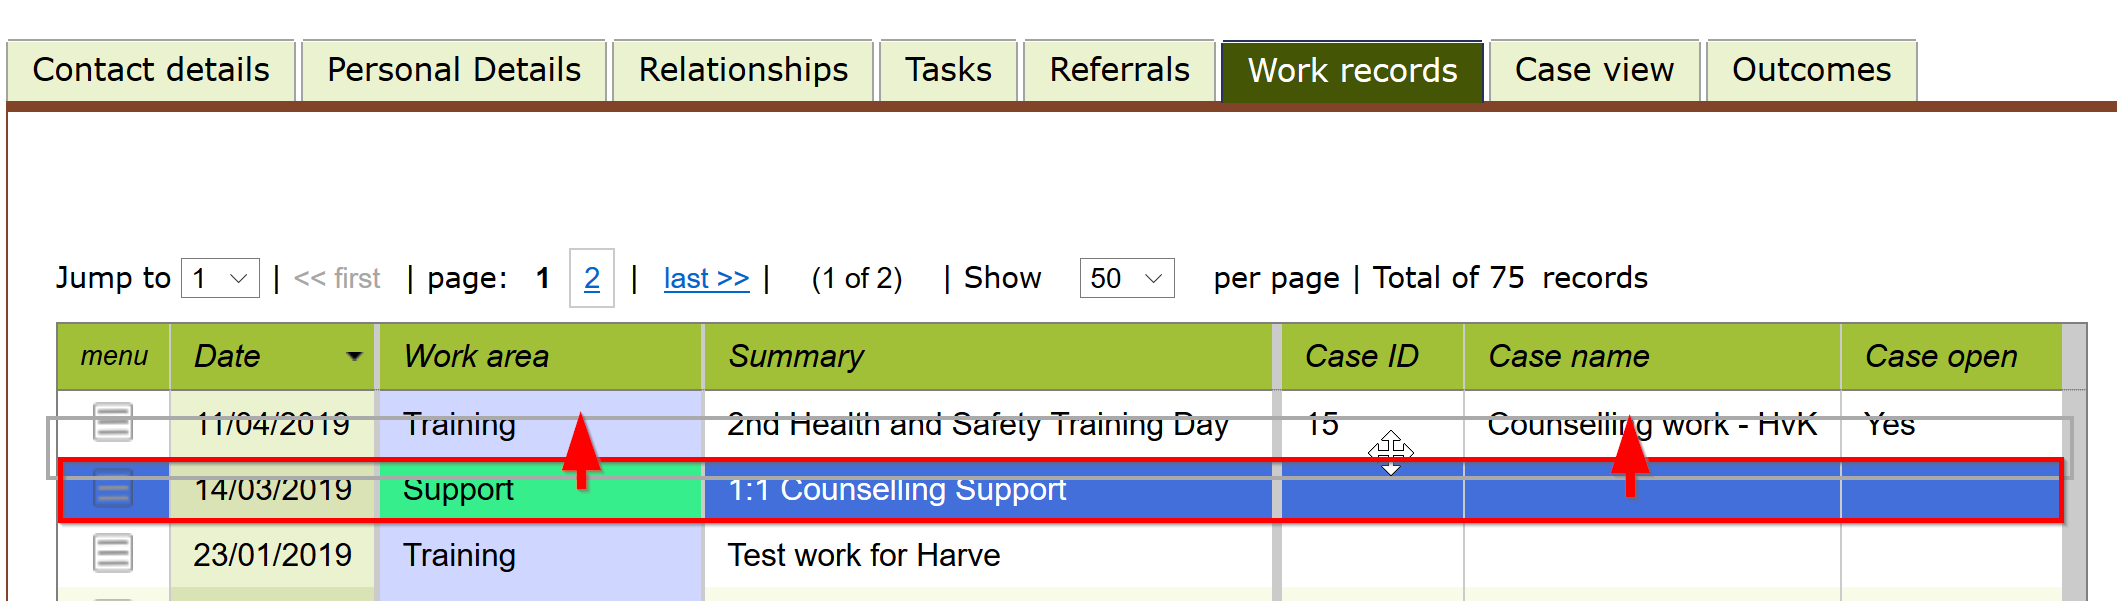 Contact details Personal Details Relationships Tasks Referrals Work records Case view Outcomes
Jump to 1 | << first | page: 1 2 | last >> | (1 of 2) | Show 50 per page | Total of 75 records
menu Date Work area Summary Case ID Case name Case open
11/04/2019 Training 2nd Health and Safety Training Day 15 Counselling work - HvK Yes
14/03/2019 Support 1:1 Counselling Support
23/01/2019 Training Test work for Harve